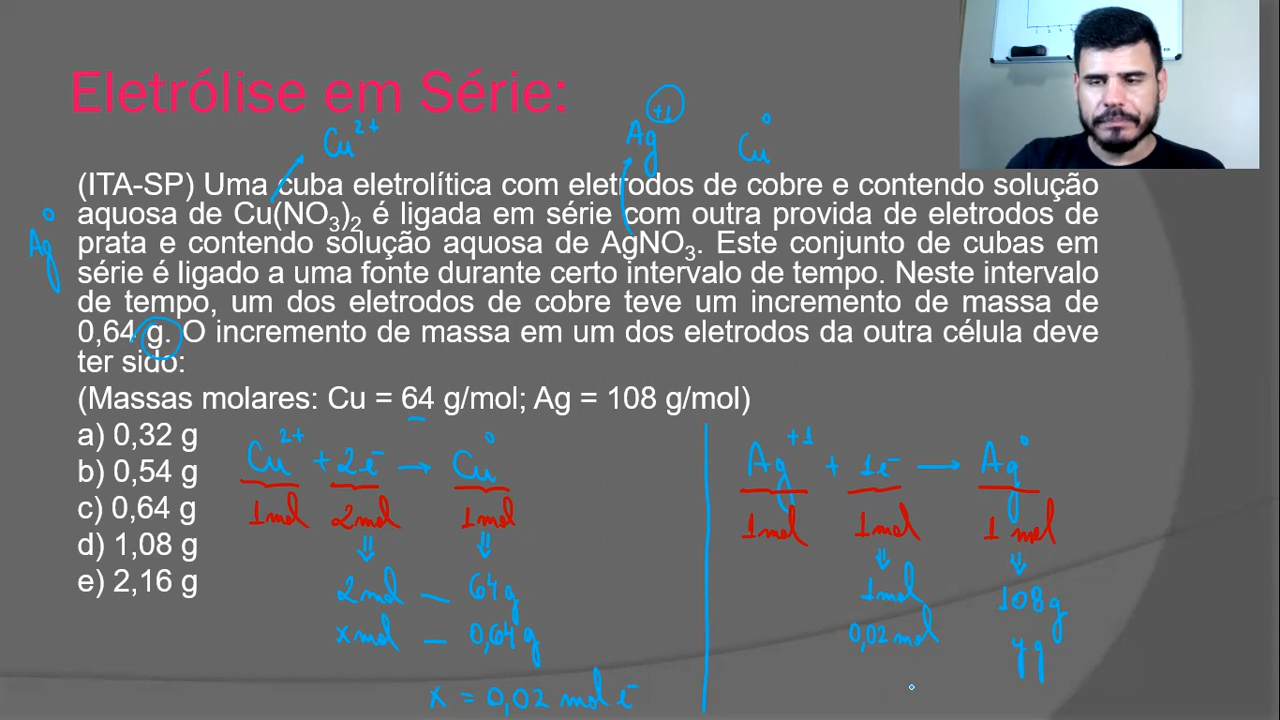 Eletrólise em Série:
Cu²⁺
Ag⁺¹
Cu⁰
(ITA-SP) Uma cuba eletrolítica com eletrodos de cobre e contendo solução
aquosa de Cu(NO₃)₂ é ligada em série com outra provida de eletrodos de
prata e contendo solução aquosa de AgNO₃. Este conjunto de cubas em
série é ligado a uma fonte durante certo intervalo de tempo. Neste intervalo
de tempo, um dos eletrodos de cobre teve um incremento de massa de
0,64 g. O incremento de massa em um dos eletrodos da outra célula deve
ter sido:
Ag⁰
(Massas molares: Cu = 64 g/mol; Ag = 108 g/mol)
a) 0,32 g
b) 0,54 g
c) 0,64 g
d) 1,08 g
e) 2,16 g
Cu²⁺ + 2e⁻ → Cu⁰
1mol 2mol 1mol
⇓ ⇓
2mol — 64g
x mol — 0,64g
x = 0,02 mol e⁻
Ag⁺¹ + 1e⁻ → Ag⁰
1mol 1mol 1 mol
⇓ ⇓
1mol 108g
0,02 mol yg